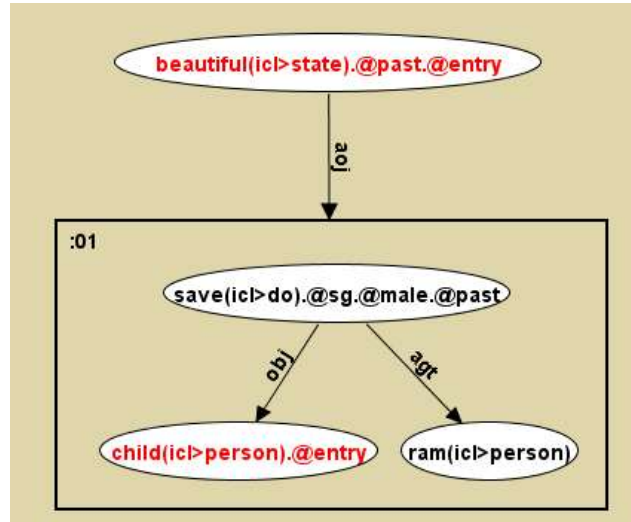 beautiful(icl>state).@past.@entry
aoj
:01
save(icl>do).@sg.@male.@past
obj
agt
child(icl>person).@entry
ram(icl>person)